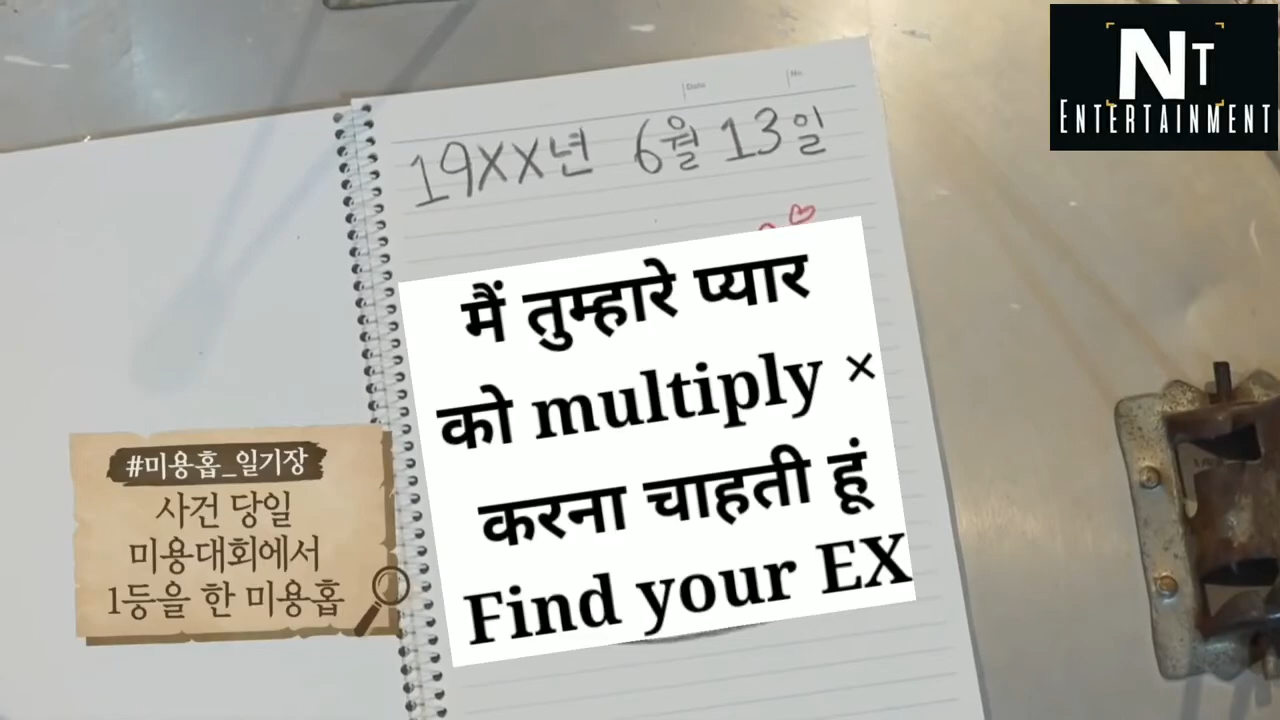 NT
ENTERTAINMENT
Date
No.
19XX년 6월 13일
मैं तुम्हारे प्यार
को multiply ×
करना चाहती हूं
Find your EX
#미용홉_일기장
사건 당일
미용대회에서
1등을 한 미용홉